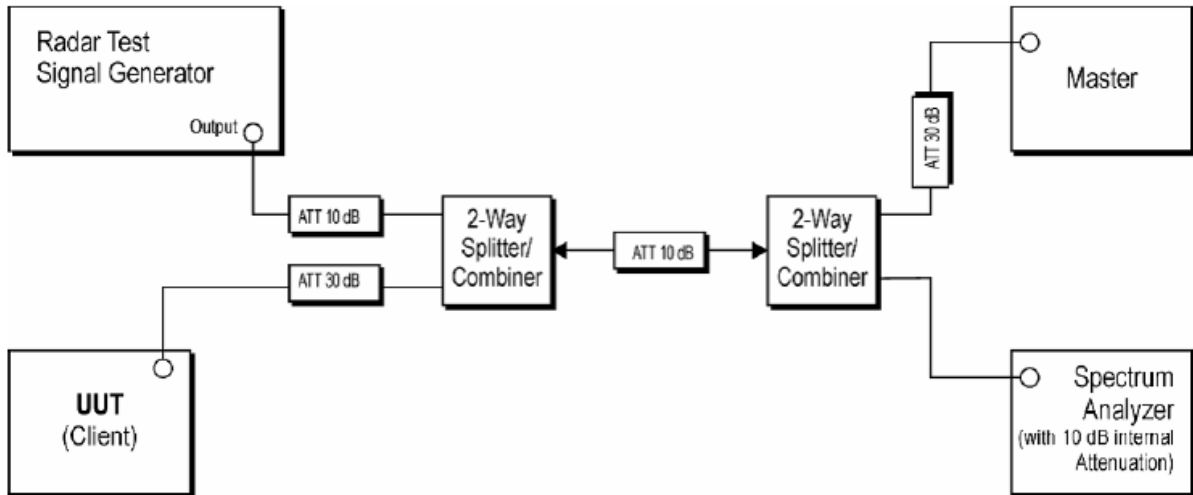 Radar Test
Signal Generator
Output
ATT 10 dB
ATT 30 dB
UUT
(Client)
2-Way
Splitter/
Combiner
ATT 10 dB
2-Way
Splitter/
Combiner
ATT 30 dB
Master
Spectrum
Analyzer
(with 10 dB internal
Attenuation)